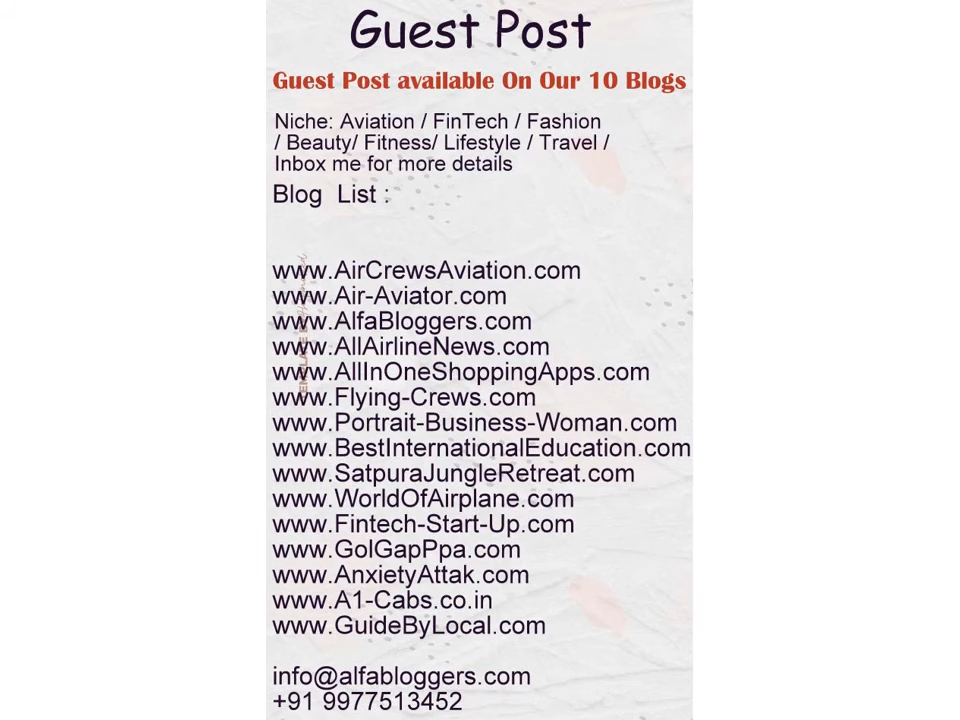 Guest Post
Guest Post available On Our 10 Blogs
Niche: Aviation / FinTech / Fashion
/ Beauty/ Fitness/ Lifestyle / Travel /
Inbox me for more details
Blog List :
www.AirCrewsAviation.com
www.Air-Aviator.com
www.AlfaBloggers.com
www.AllAirlineNews.com
www.AllInOneShoppingApps.com
www.Flying-Crews.com
www.Portrait-Business-Woman.com
www.BestInternationalEducation.com
www.SatpuraJungleRetreat.com
www.WorldOfAirplane.com
www.Fintech-Start-Up.com
www.GolGapPpa.com
www.AnxietyAttak.com
www.A1-Cabs.co.in
www.GuideByLocal.com
info@alfabloggers.com
+91 9977513452